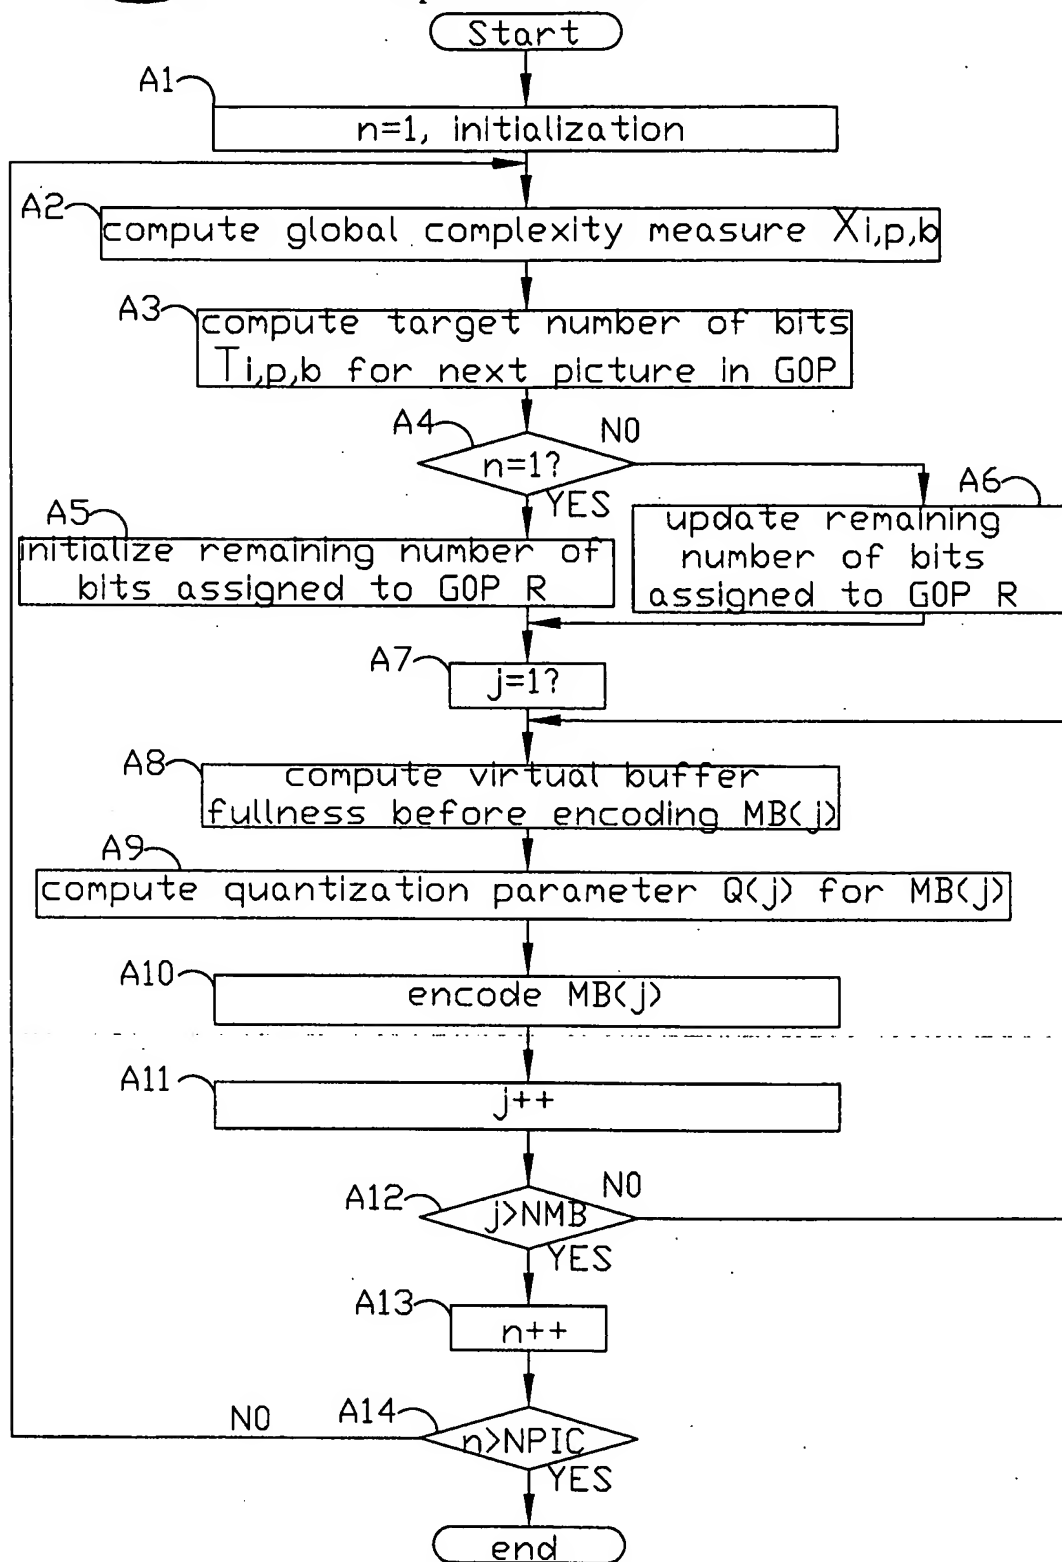 Start
A1
n=1, initialization
A2
compute global complexity measure Xi,p,b
A3
compute target number of bits
Ti,p,b for next picture in GOP
A4
NO
n=1?
YES
A5
initialize remaining number of
bits assigned to GOP R
A6
update remaining
number of bits
assigned to GOP R
A7
j=1?
A8
compute virtual buffer
fullness before encoding MB(j)
A9
compute quantization parameter Q(j) for MB(j)
A10
encode MB(j)
A11
j++
A12
NO
j>NMB
YES
A13
n++
NO
A14
n>NPIC
YES
end